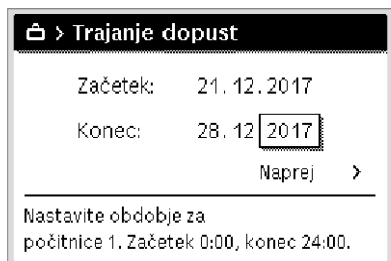 > Trajanje dopust
Začetek: 21.12.2017
Konec: 28.12 2017
Naprej >
Nastavite obdobje za
počitnice 1. Začetek 0:00, konec 24:00.